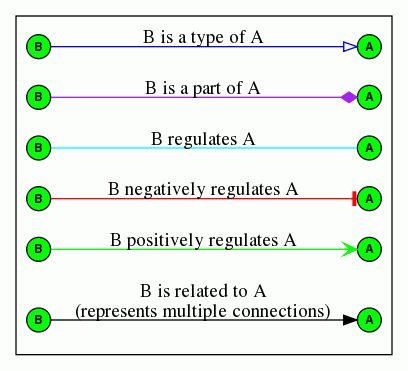 B is a type of A
B A
B is a part of A
B A
B regulates A
B A
B negatively regulates A
B A
B positively regulates A
B A
B is related to A
(represents multiple connections)
B A